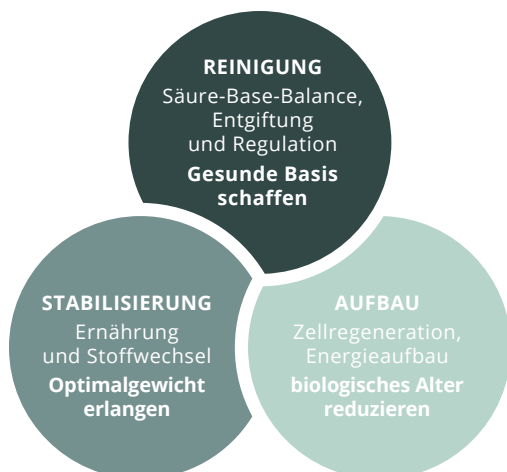 REINIGUNG
Säure-Base-Balance,
Entgiftung
und Regulation
Gesunde Basis
schaffen
STABILISIERUNG
Ernährung
und Stoffwechsel
Optimalgewicht
erlangen
AUFBAU
Zellregeneration,
Energieaufbau
biologisches Alter
reduzieren